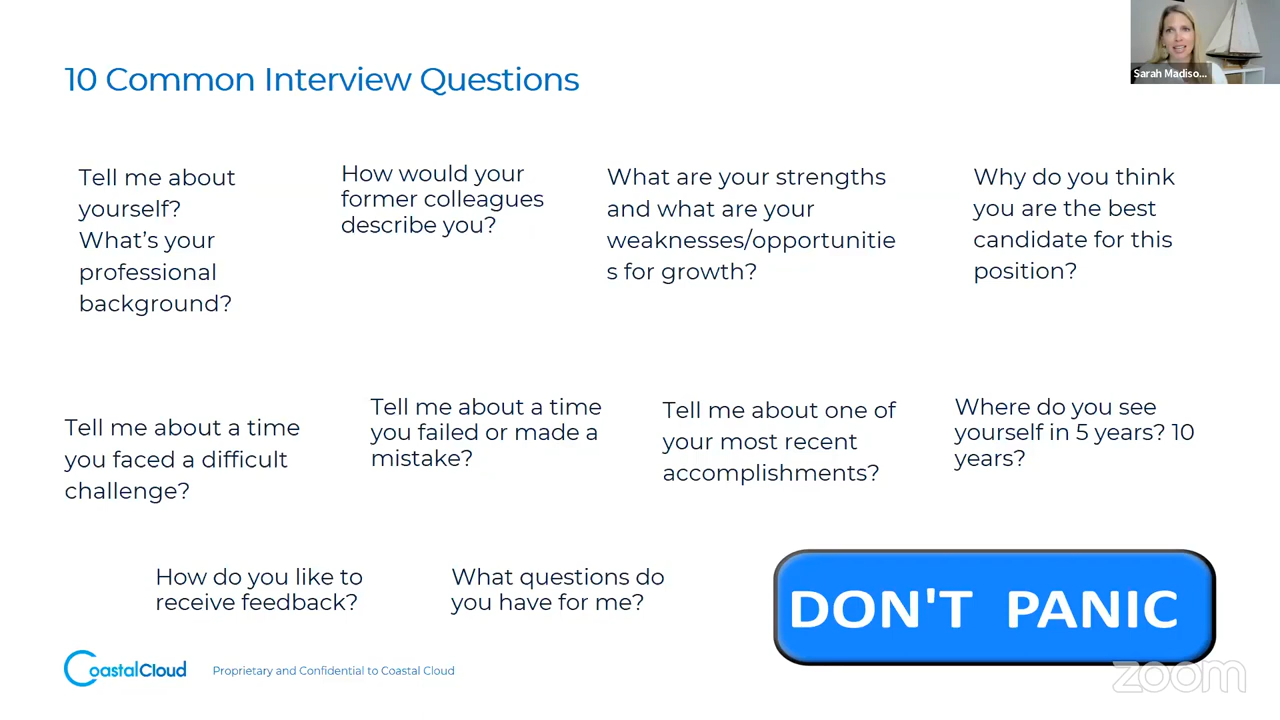 Sarah Madiso...
10 Common Interview Questions
Tell me about
yourself?
What's your
professional
background?
How would your
former colleagues
describe you?
What are your strengths
and what are your
weaknesses/opportunitie
s for growth?
Why do you think
you are the best
candidate for this
position?
Tell me about a time
you faced a difficult
challenge?
Tell me about a time
you failed or made a
mistake?
Tell me about one of
your most recent
accomplishments?
Where do you see
yourself in 5 years? 10
years?
How do you like to
receive feedback?
What questions do
you have for me?
DON'T PANIC
CoastalCloud
Proprietary and Confidential to Coastal Cloud
zoom